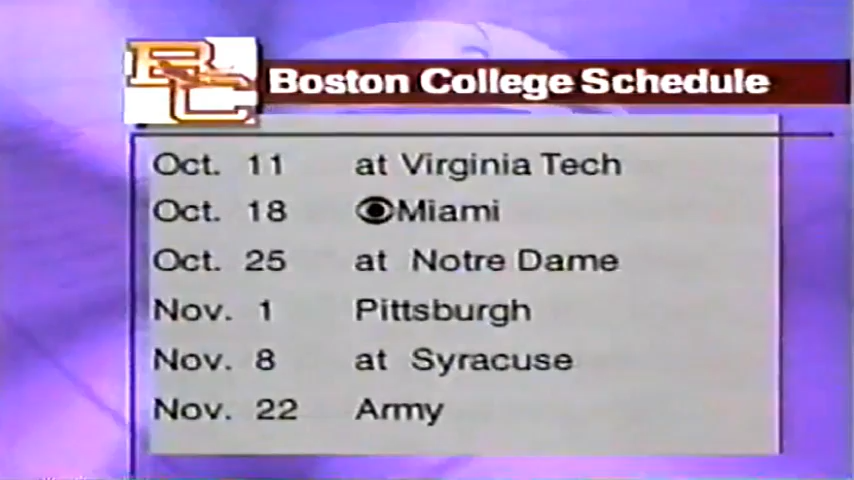 BC Boston College Schedule
Oct. 11 at Virginia Tech
Oct. 18 Miami
Oct. 25 at Notre Dame
Nov. 1 Pittsburgh
Nov. 8 at Syracuse
Nov. 22 Army